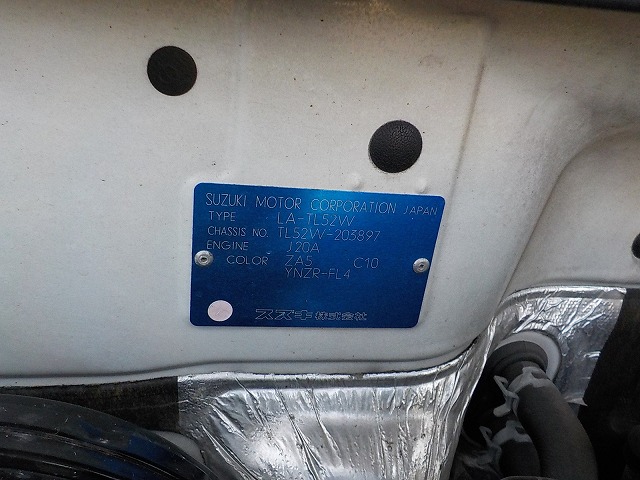 SUZUKI MOTOR CORPORATION JAPAN
TYPE LA-TL52W
CHASSIS NO. TL52W-203897
ENGINE J20A
COLOR ZA5 C10
YNZR-FL4
スズキ株式会社